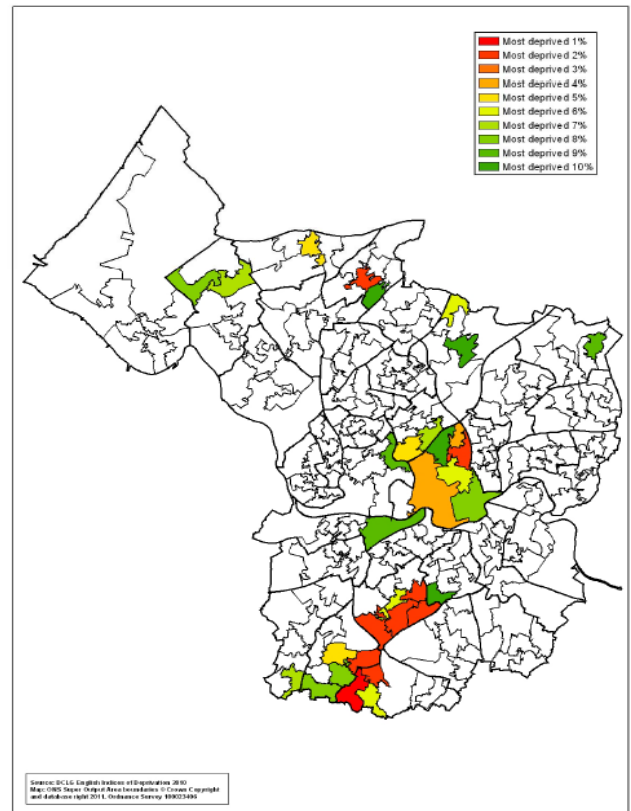 Most deprived 1%
Most deprived 2%
Most deprived 3%
Most deprived 4%
Most deprived 5%
Most deprived 6%
Most deprived 7%
Most deprived 8%
Most deprived 9%
Most deprived 10%
Source: DCLG English Indices of Deprivation 2010
Map: ONS Super Output Area boundaries © Crown Copyright
and database right 2011. Ordnance Survey 100023406